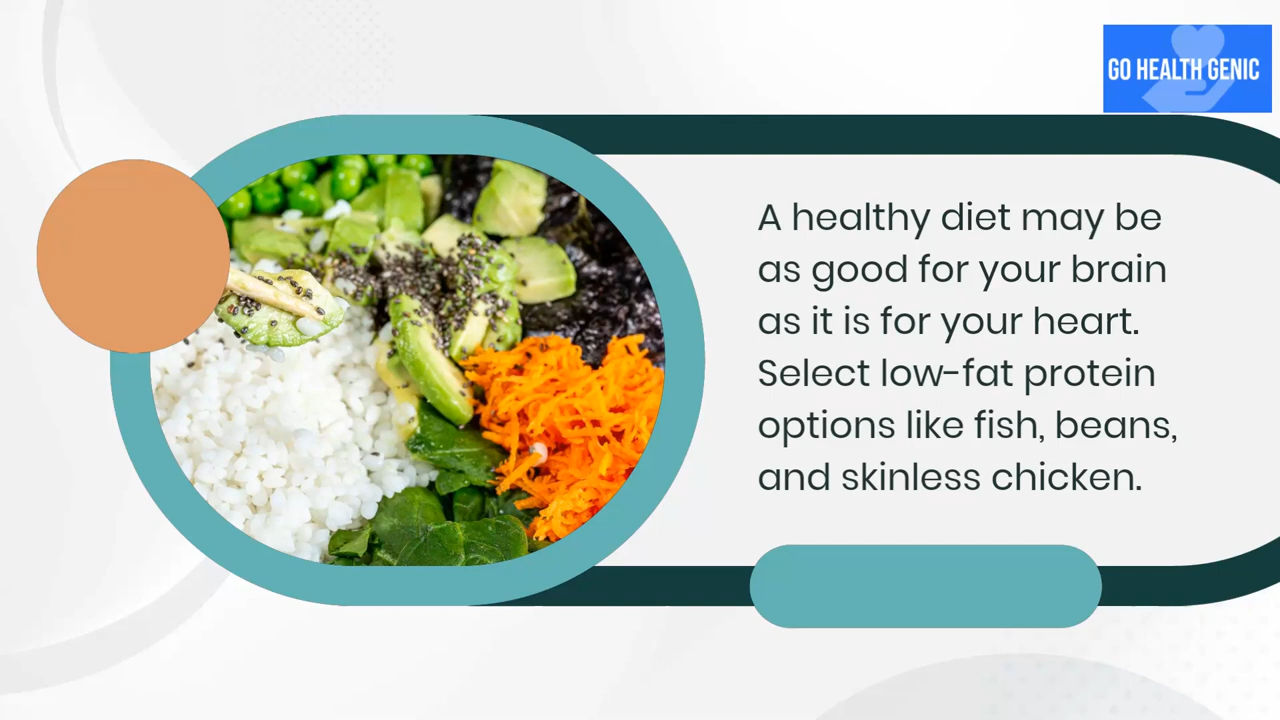 GO HEALTH GENIC
A healthy diet may be
as good for your brain
as it is for your heart.
Select low-fat protein
options like fish, beans,
and skinless chicken.